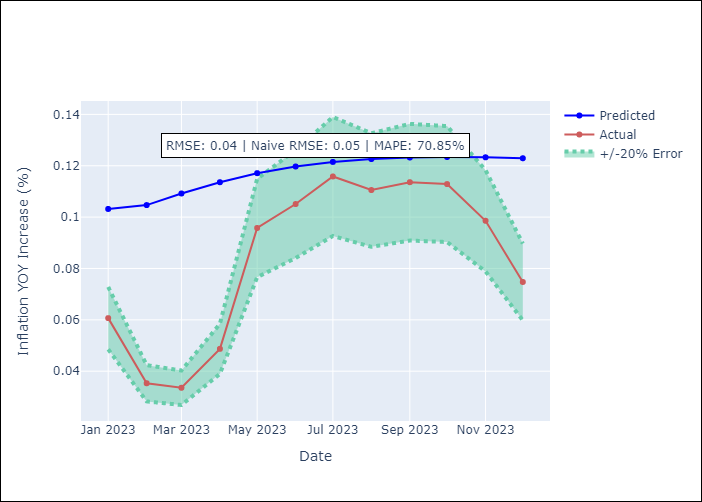 0.14
0.12
0.1
0.08
0.06
0.04
Inflation YOY Increase (%)
RMSE: 0.04 | Naive RMSE: 0.05 | MAPE: 70.85%
Predicted
Actual
+/-20% Error
Jan 2023 Mar 2023 May 2023 Jul 2023 Sep 2023 Nov 2023
Date